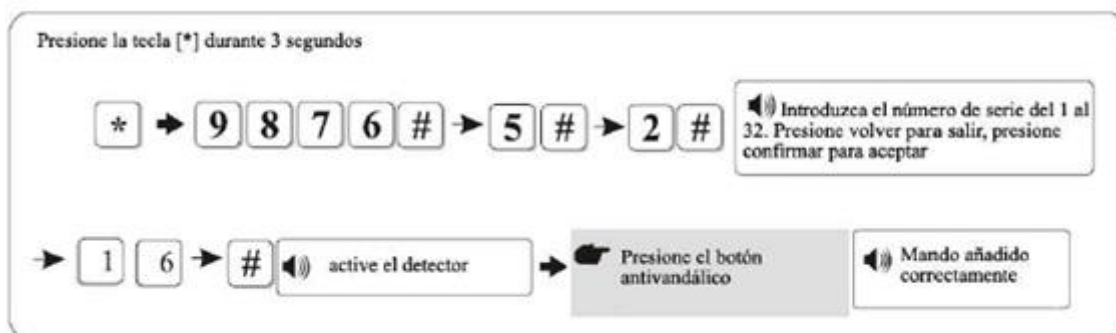 Presione la tecla [*] durante 3 segundos
* 9 8 7 6 # 5 # 2 #
Introduzca el número de serie del 1 al
32. Presione volver para salir, presione
confirmar para aceptar
1 6 # active el detector
Presione el botón
antivandálico
Mando añadido
correctamente